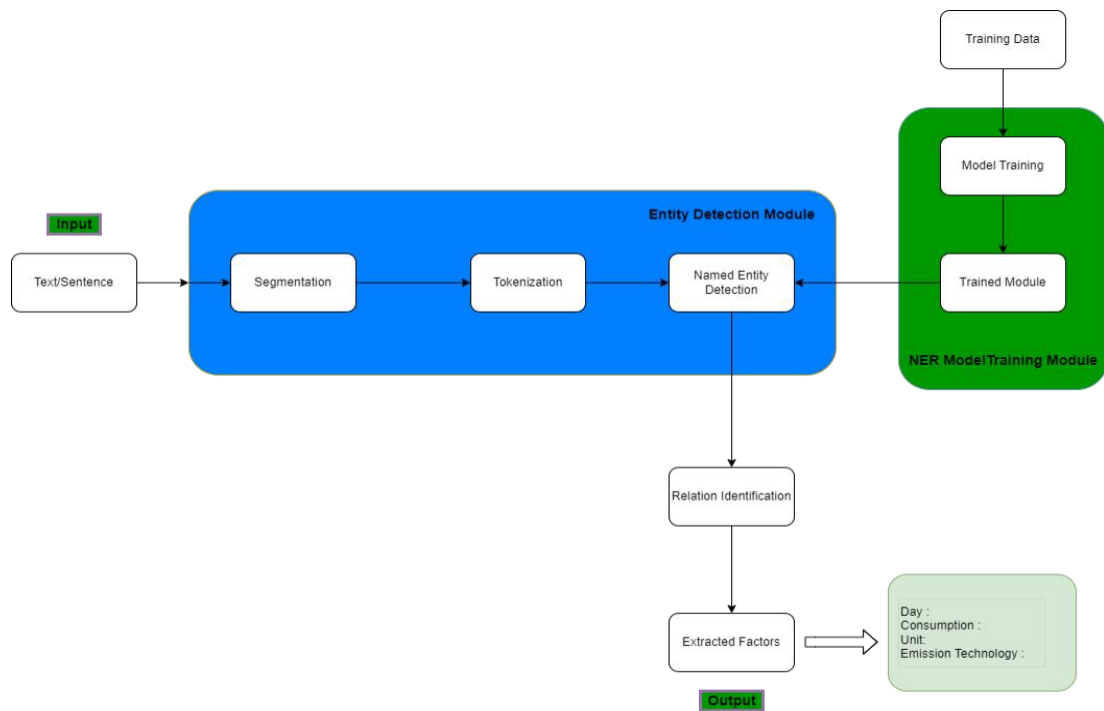 Training Data
Model Training
Entity Detection Module
Input
Text/Sentence
Segmentation
Tokenization
Named Entity
Detection
Trained Module
NER ModelTraining Module
Relation Identification
Extracted Factors
Day :
Consumption :
Unit:
Emission Technology :
Output